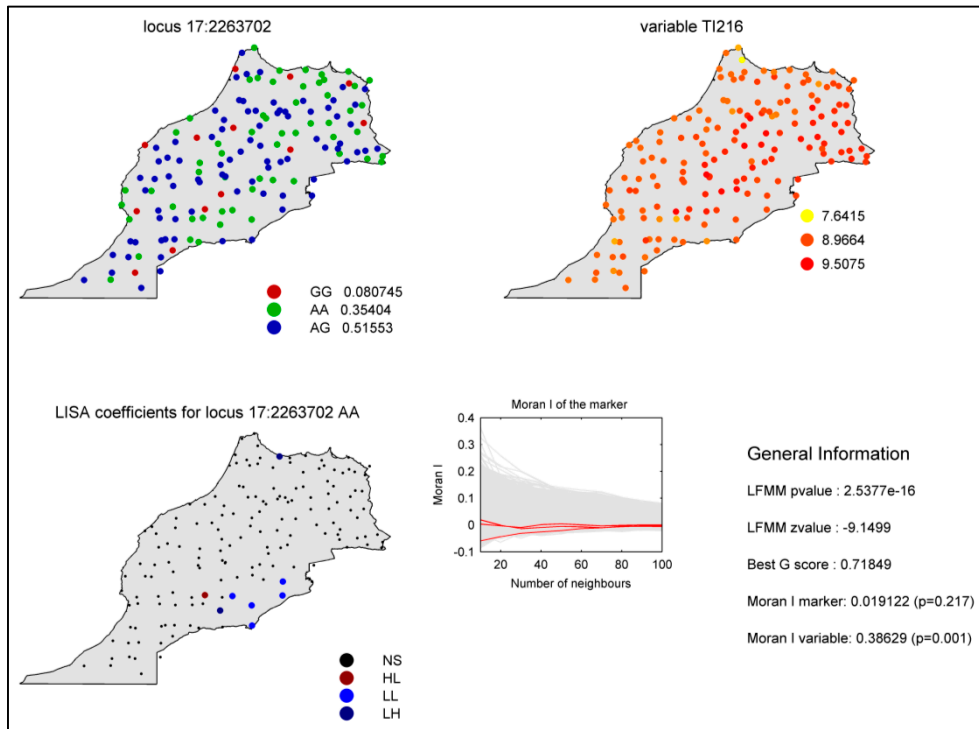 locus 17:2263702
GG 0.080745
AA 0.35404
AG 0.51553
variable TI216
7.6415
8.9664
9.5075
LISA coefficients for locus 17:2263702 AA
NS
HL
LL
LH
Moran I of the marker
Moran I
0.4
0.3
0.2
0.1
0
-0.1
20 40 60 80 100
Number of neighbours
General Information
LFMM pvalue : 2.5377e-16
LFMM zvalue : -9.1499
Best G score : 0.71849
Moran I marker: 0.019122 (p=0.217)
Moran I variable: 0.38629 (p=0.001)